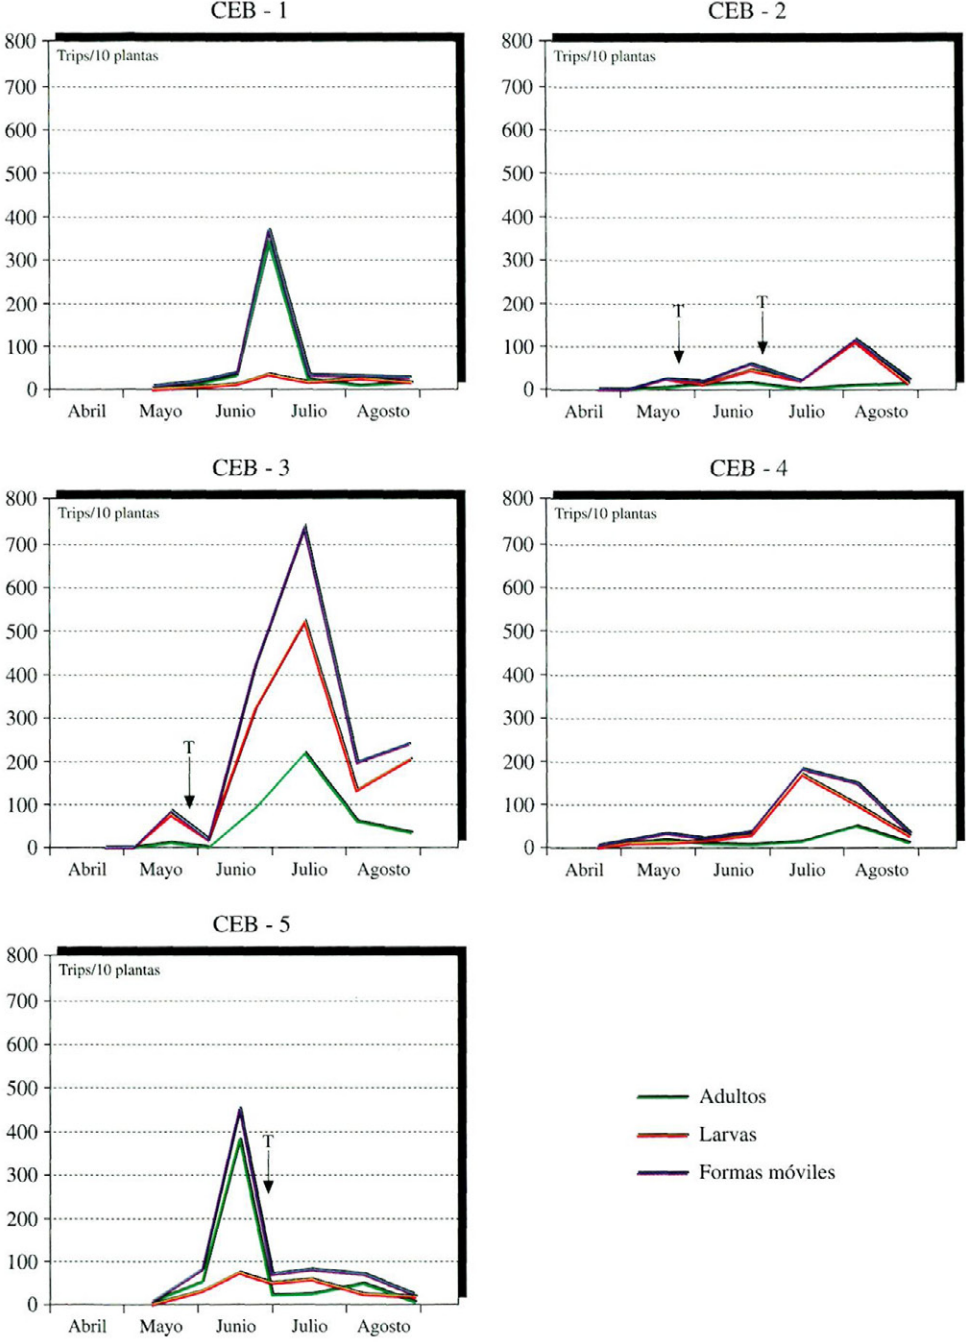 CEB - 1
800
Trips/10 plantas
700
600
500
400
300
200
100
0
Abril Mayo Junio Julio Agosto
CEB - 2
800
Trips/10 plantas
700
600
500
400
300
200
T T
100
0
Abril Mayo Junio Julio Agosto
CEB - 3
800
Trips/10 plantas
700
600
500
400
300
T
200
100
0
Abril Mayo Junio Julio Agosto
CEB - 4
800
Trips/10 plantas
700
600
500
400
300
200
100
0
Abril Mayo Junio Julio Agosto
CEB - 5
800
Trips/10 plantas
700
600
500
400
T
300
200
100
0
Abril Mayo Junio Julio Agosto
Adultos
Larvas
Formas móviles